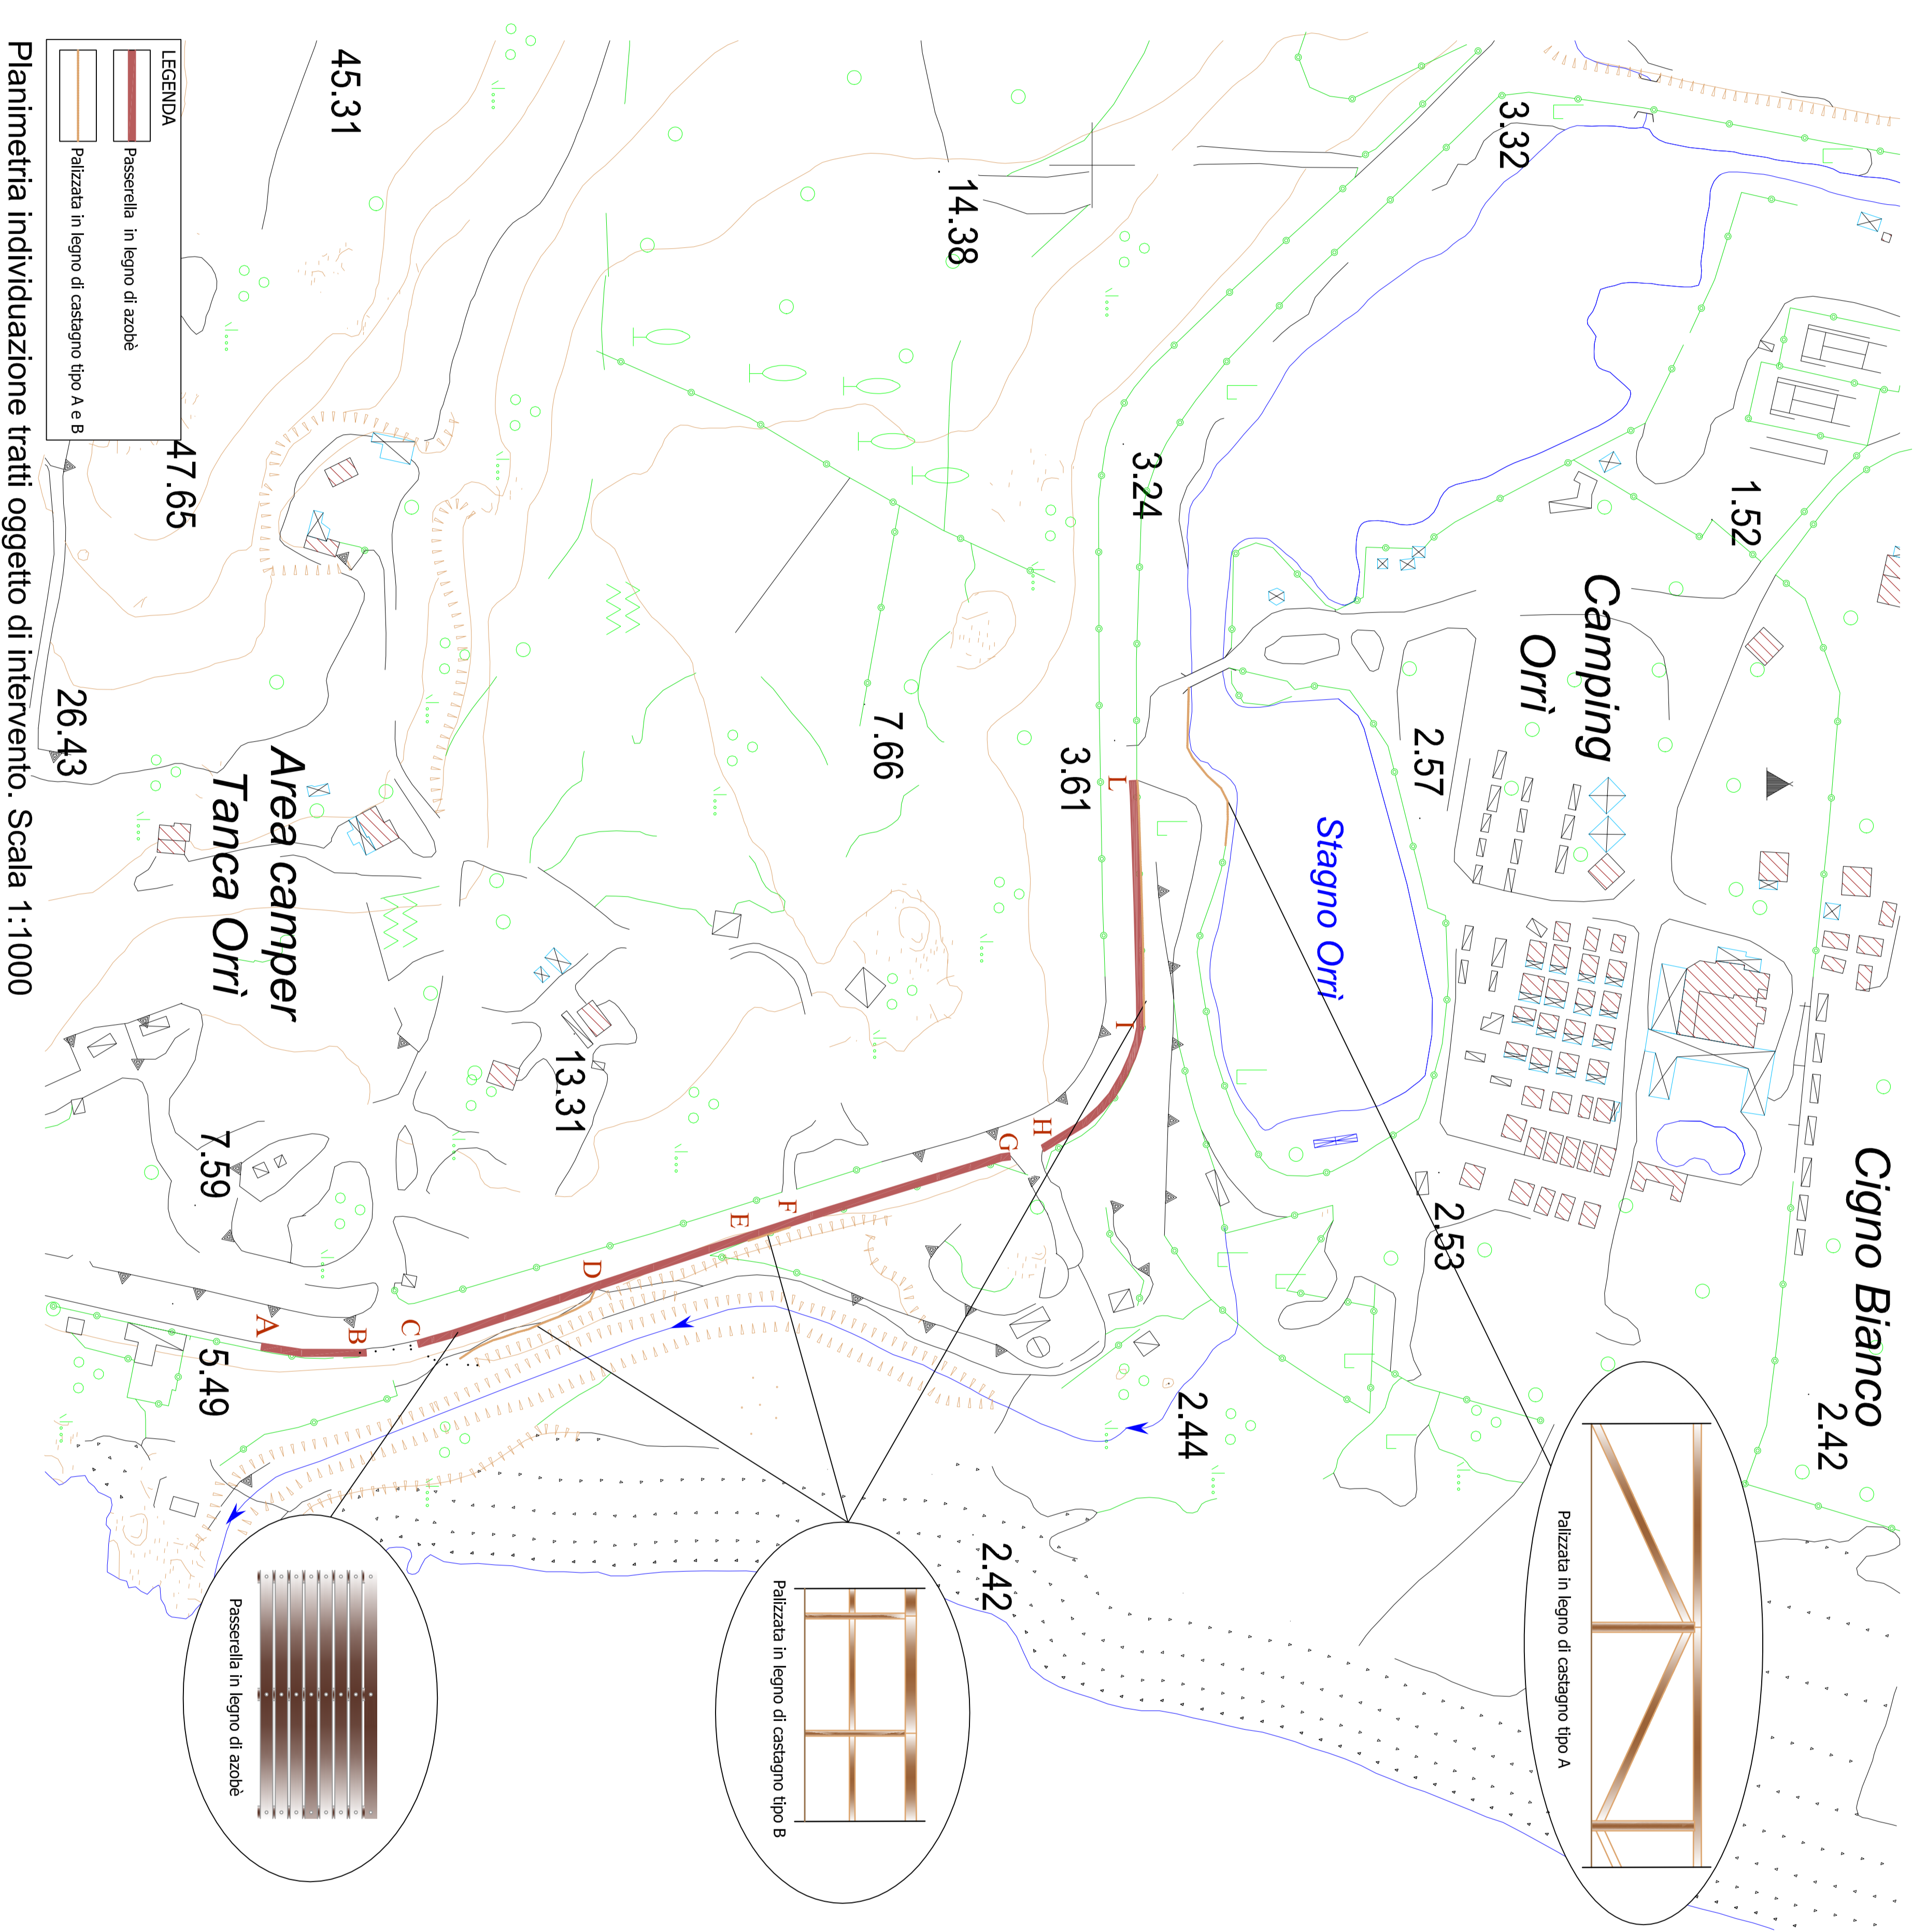 Planimetria individuazione tratti oggetto di intervento. Scala 1:1000
LEGENDA
Passerella in legno di azobè
Palizzata in legno di castagno tipo A e B
Cigno Bianco
Camping
Orrì
Stagno Orrì
Area camper
Tanca Orrì
45.31
47.65
26.43
14.38
3.32
3.24
1.52
7.66
3.61
2.57
13.31
7.59
5.49
2.53
2.44
2.42
2.42
A
B
C
D
E
F
G
H
I
L
Palizzata in legno di castagno tipo A
Palizzata in legno di castagno tipo B
Passerella in legno di azobè